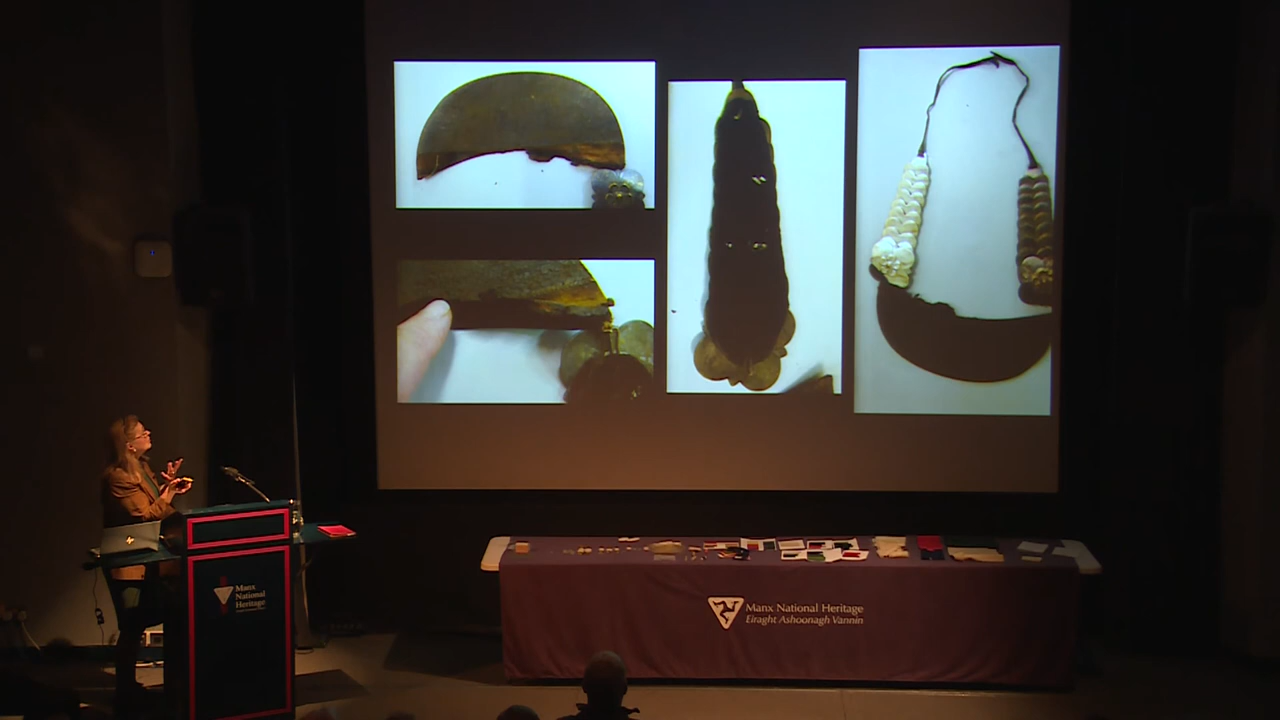 Manx
National
Heritage
Manx National Heritage
Eiraght Ashoonagh Vannin